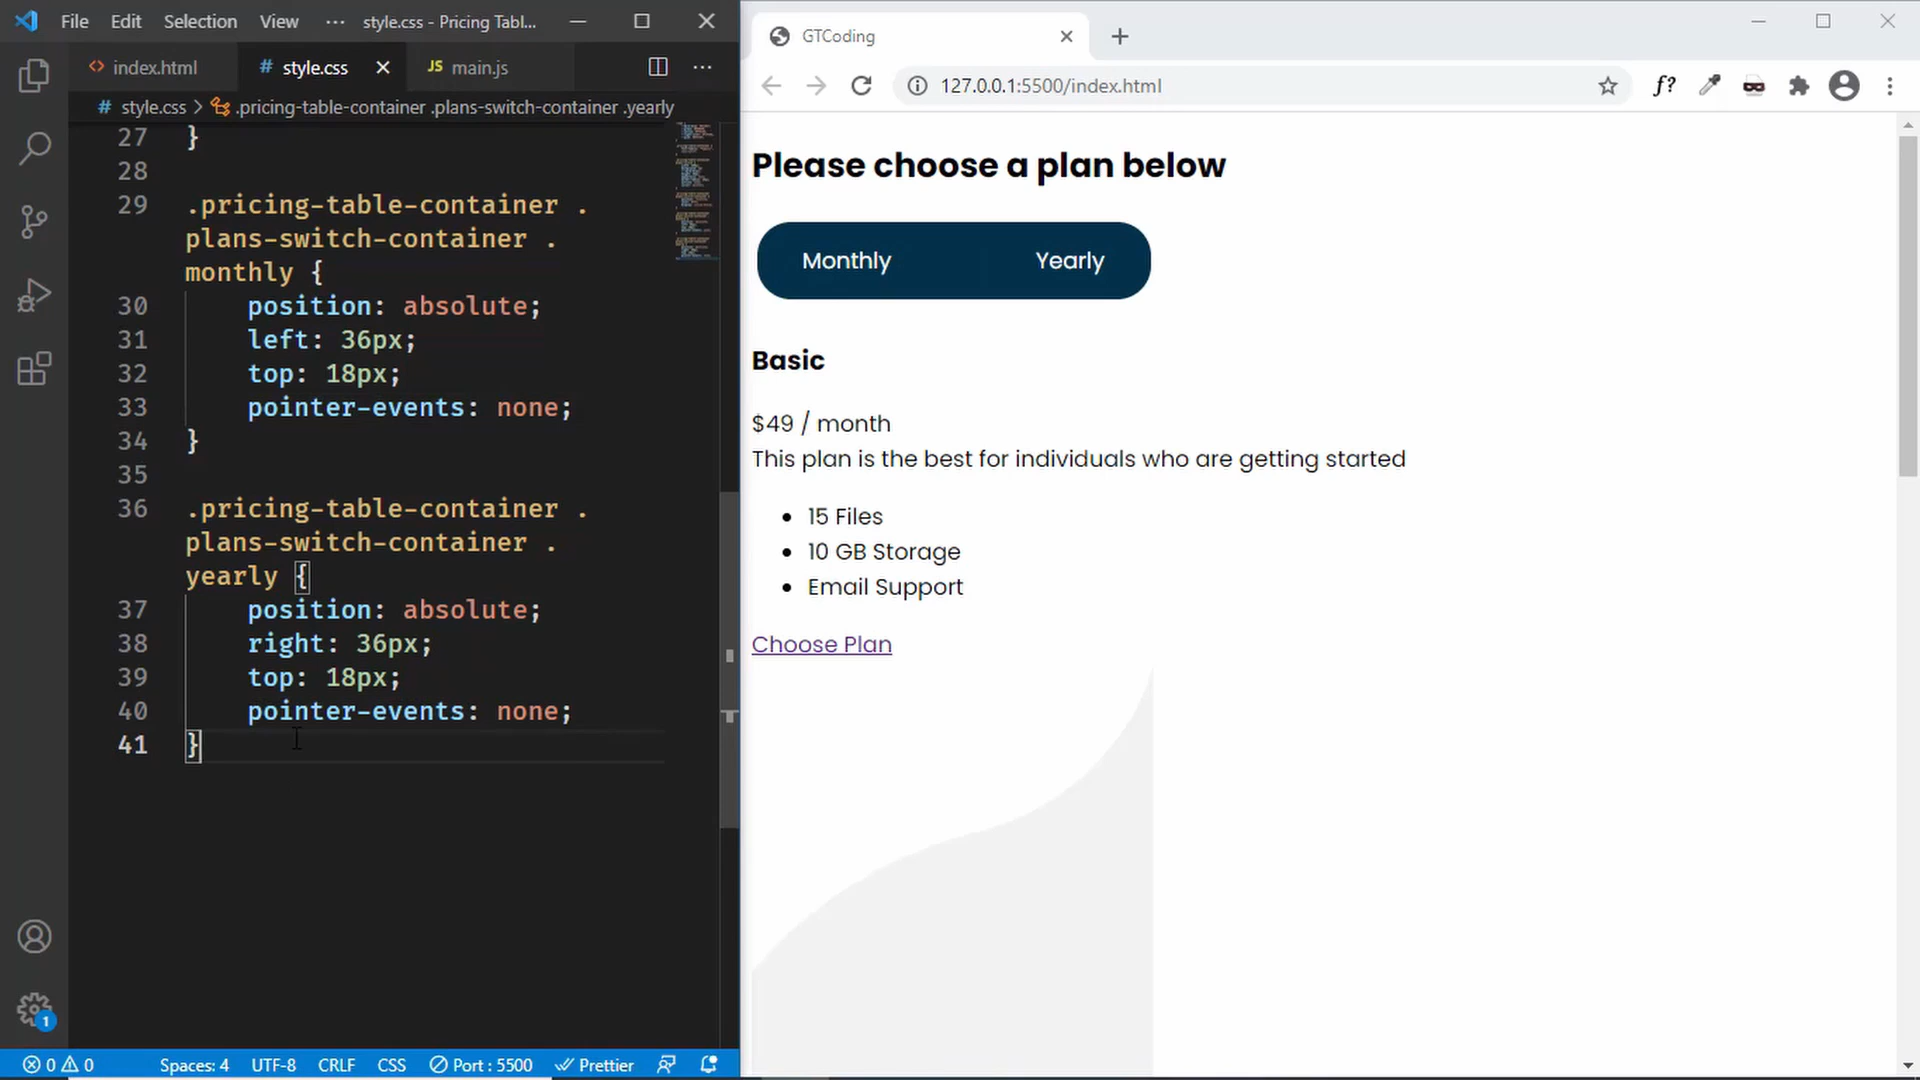 File Edit Selection View ··· style.css - Pricing Tabl...
index.html
# style.css
JS main.js
# style.css > .pricing-table-container .plans-switch-container .yearly
27 }
28
29 .pricing-table-container .
plans-switch-container .
monthly {
30 position: absolute;
31 left: 36px;
32 top: 18px;
33 pointer-events: none;
34 }
35
36 .pricing-table-container .
plans-switch-container .
yearly {
37 position: absolute;
38 right: 36px;
39 top: 18px;
40 pointer-events: none;
41 }
1
0 0 Spaces: 4 UTF-8 CRLF CSS Port : 5500 Prettier
GTCoding
127.0.0.1:5500/index.html
f?
Please choose a plan below
Monthly Yearly
Basic
$49 / month
This plan is the best for individuals who are getting started
• 15 Files
• 10 GB Storage
• Email Support
Choose Plan